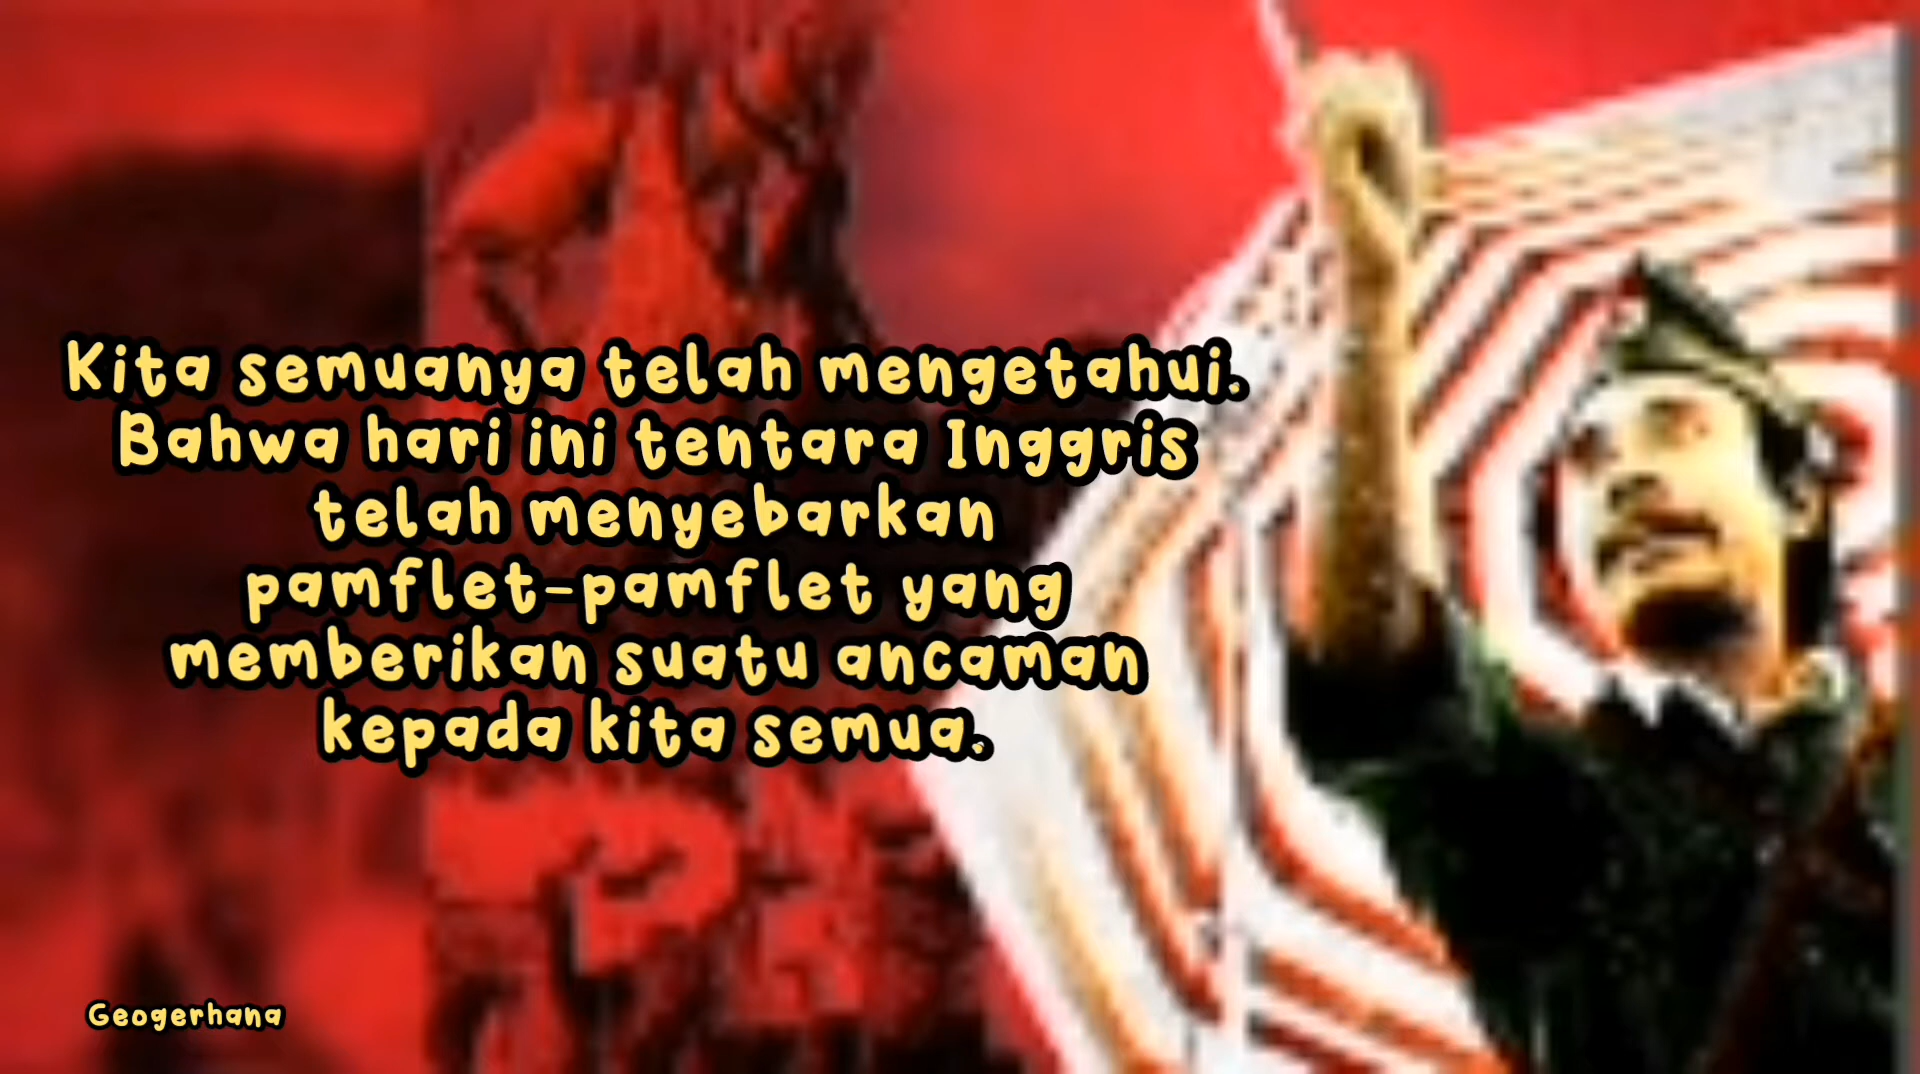 Kita semuanya telah mengetahui.
Bahwa hari ini tentara Inggris
telah menyebarkan
pamflet-pamflet yang
memberikan suatu ancaman
kepada kita semua.
Geogerhana